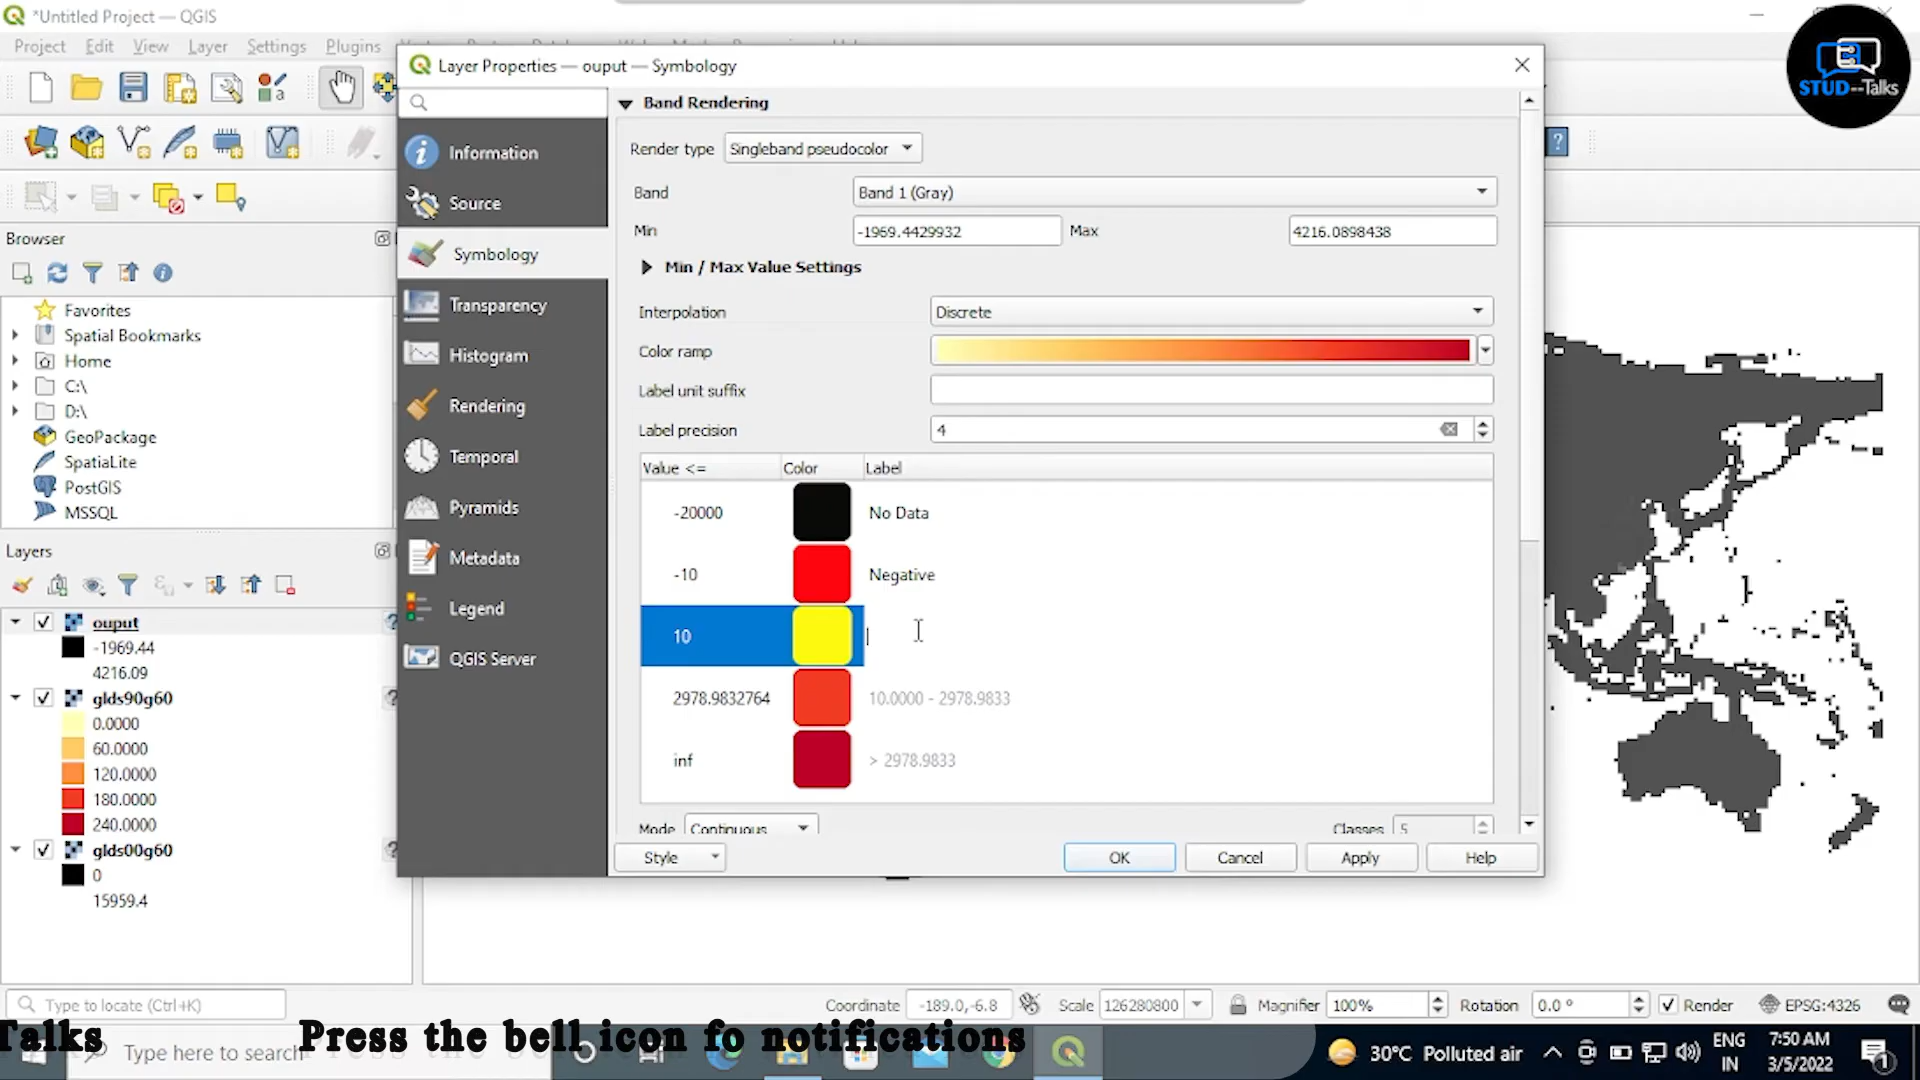 *Untitled Project — QGIS
Project Edit View Layer Settings Plugins
Layer Properties — ouput — Symbology
STUD--Talks
Band Rendering
Information
Source
Symbology
Transparency
Histogram
Rendering
Temporal
Pyramids
Metadata
Legend
QGIS Server
Render type Singleband pseudocolor
Band Band 1 (Gray)
Min -1969.4429932 Max 4216.0898438
Min / Max Value Settings
Interpolation Discrete
Color ramp
Label unit suffix
Label precision 4
Value <= Color Label
-20000 No Data
-10 Negative
10
2978.9832764 10.0000 - 2978.9833
inf > 2978.9833
Mode Continuous Classes 5
Style OK Cancel Apply Help
Browser
Favorites
Spatial Bookmarks
Home
C:\
D:\
GeoPackage
SpatiaLite
PostGIS
MSSQL
Layers
ouput
-1969.44
4216.09
glds90g60
0.0000
60.0000
120.0000
180.0000
240.0000
glds00g60
0
15959.4
Type to locate (Ctrl+K) Coordinate -189.0,-6.8 Scale 126280800 Magnifier 100% Rotation 0.0 ° Render EPSG:4326
Talks Press the bell icon fo notifications
Type here to search
30°C Polluted air ENG IN 7:50 AM 3/5/2022 1